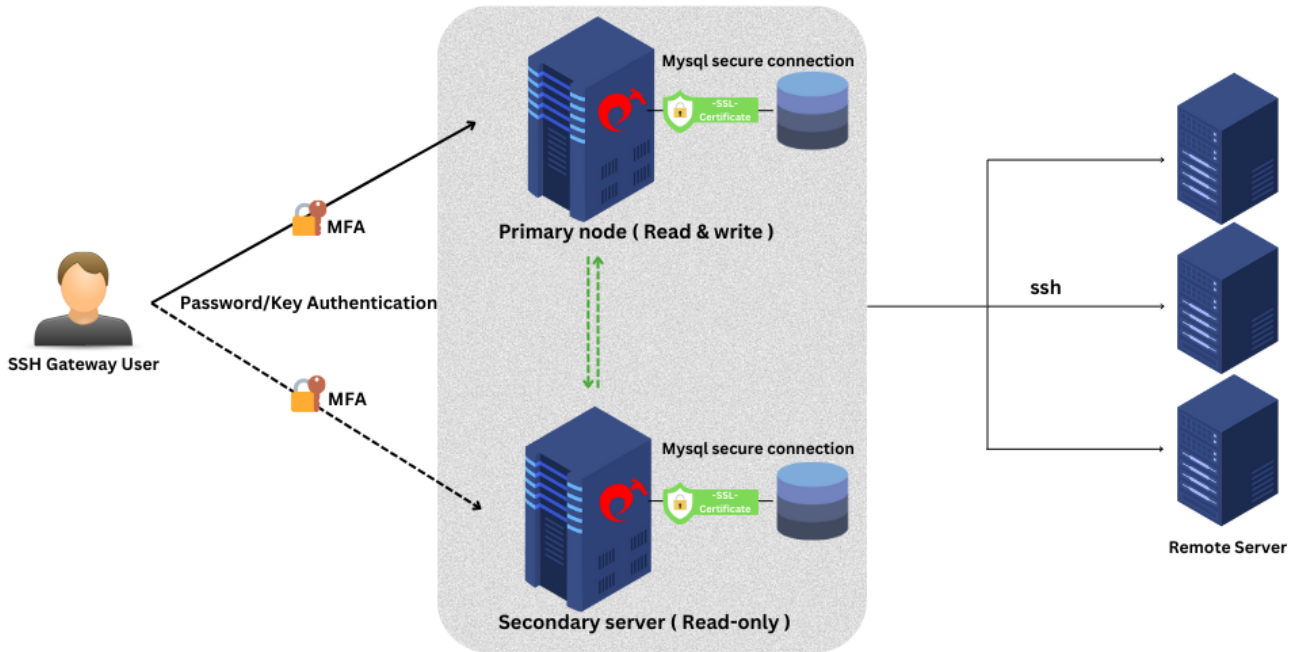 Mysql secure connection
-SSL-
Certificate
Primary node ( Read & write )
MFA
Password/Key Authentication
SSH Gateway User
MFA
Mysql secure connection
-SSL-
Certificate
Secondary server ( Read-only )
ssh
Remote Server